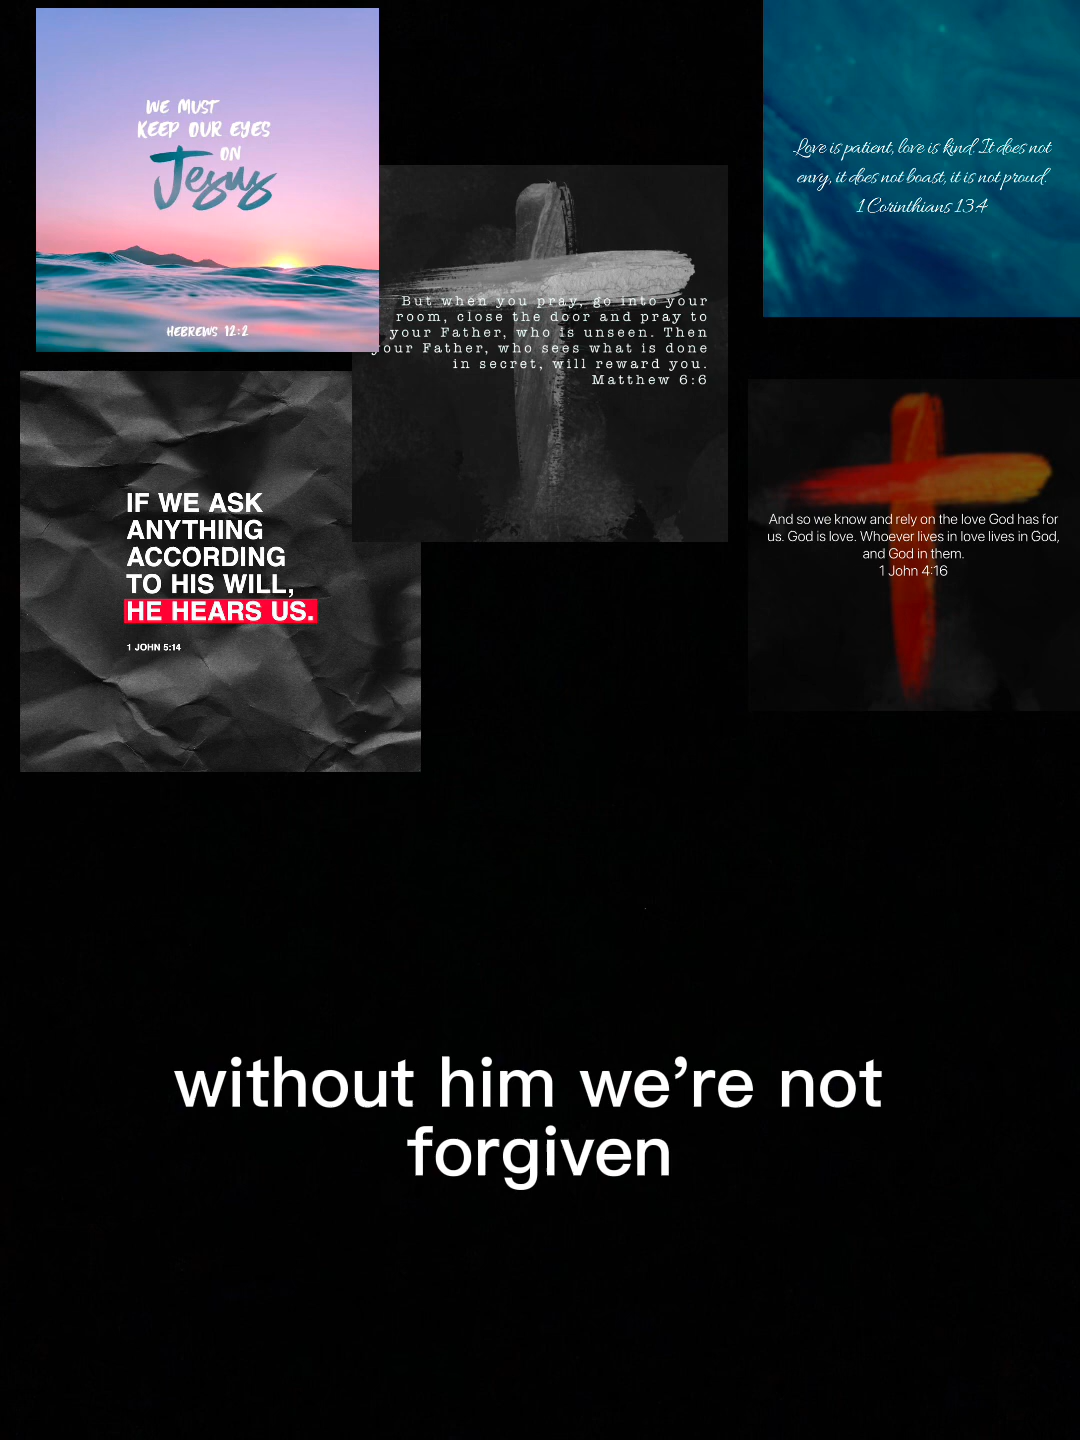 WE MUST
KEEP OUR EYES
ON
Jesus
HEBREWS 12:2
Love is patient, love is kind. It does not
envy, it does not boast, it is not proud.
1 Corinthians 13:4
But when you pray, go into your
room, close the door and pray to
your Father, who is unseen. Then
your Father, who sees what is done
in secret, will reward you.
Matthew 6:6
IF WE ASK
ANYTHING
ACCORDING
TO HIS WILL,
HE HEARS US.
1 JOHN 5:14
And so we know and rely on the love God has for
us. God is love. Whoever lives in love lives in God,
and God in them.
1 John 4:16
without him we’re not
forgiven